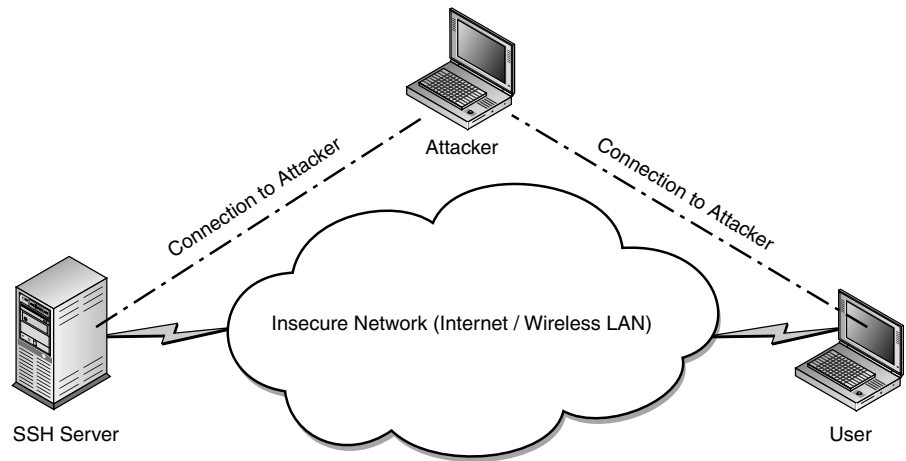 Attacker
Connection to Attacker
Connection to Attacker
Insecure Network (Internet / Wireless LAN)
SSH Server
User